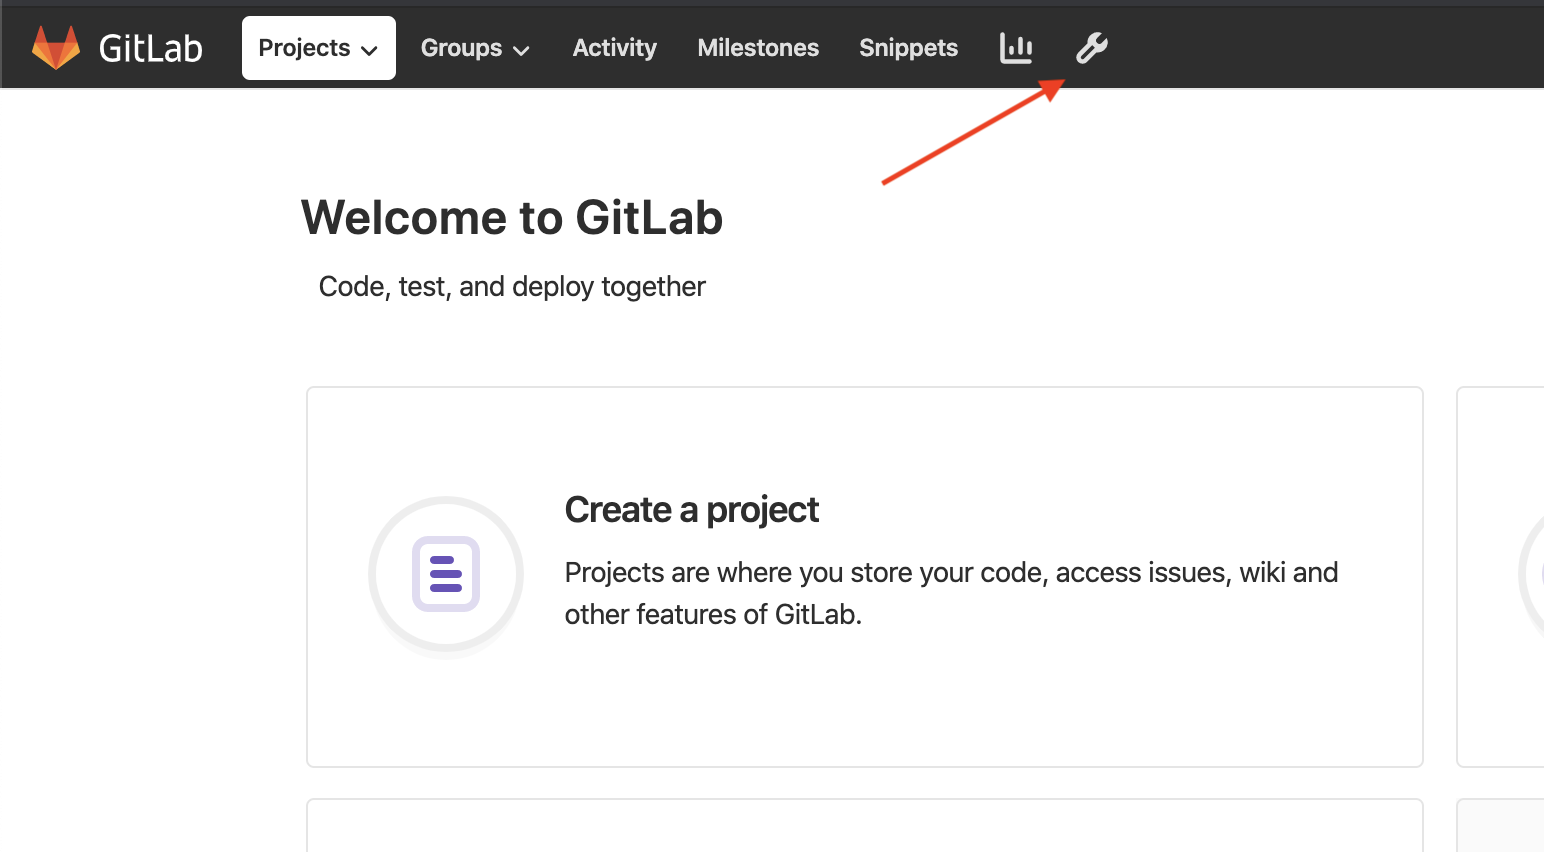 GitLab Projects Groups Activity Milestones Snippets
Welcome to GitLab
Code, test, and deploy together
Create a project
Projects are where you store your code, access issues, wiki and
other features of GitLab.